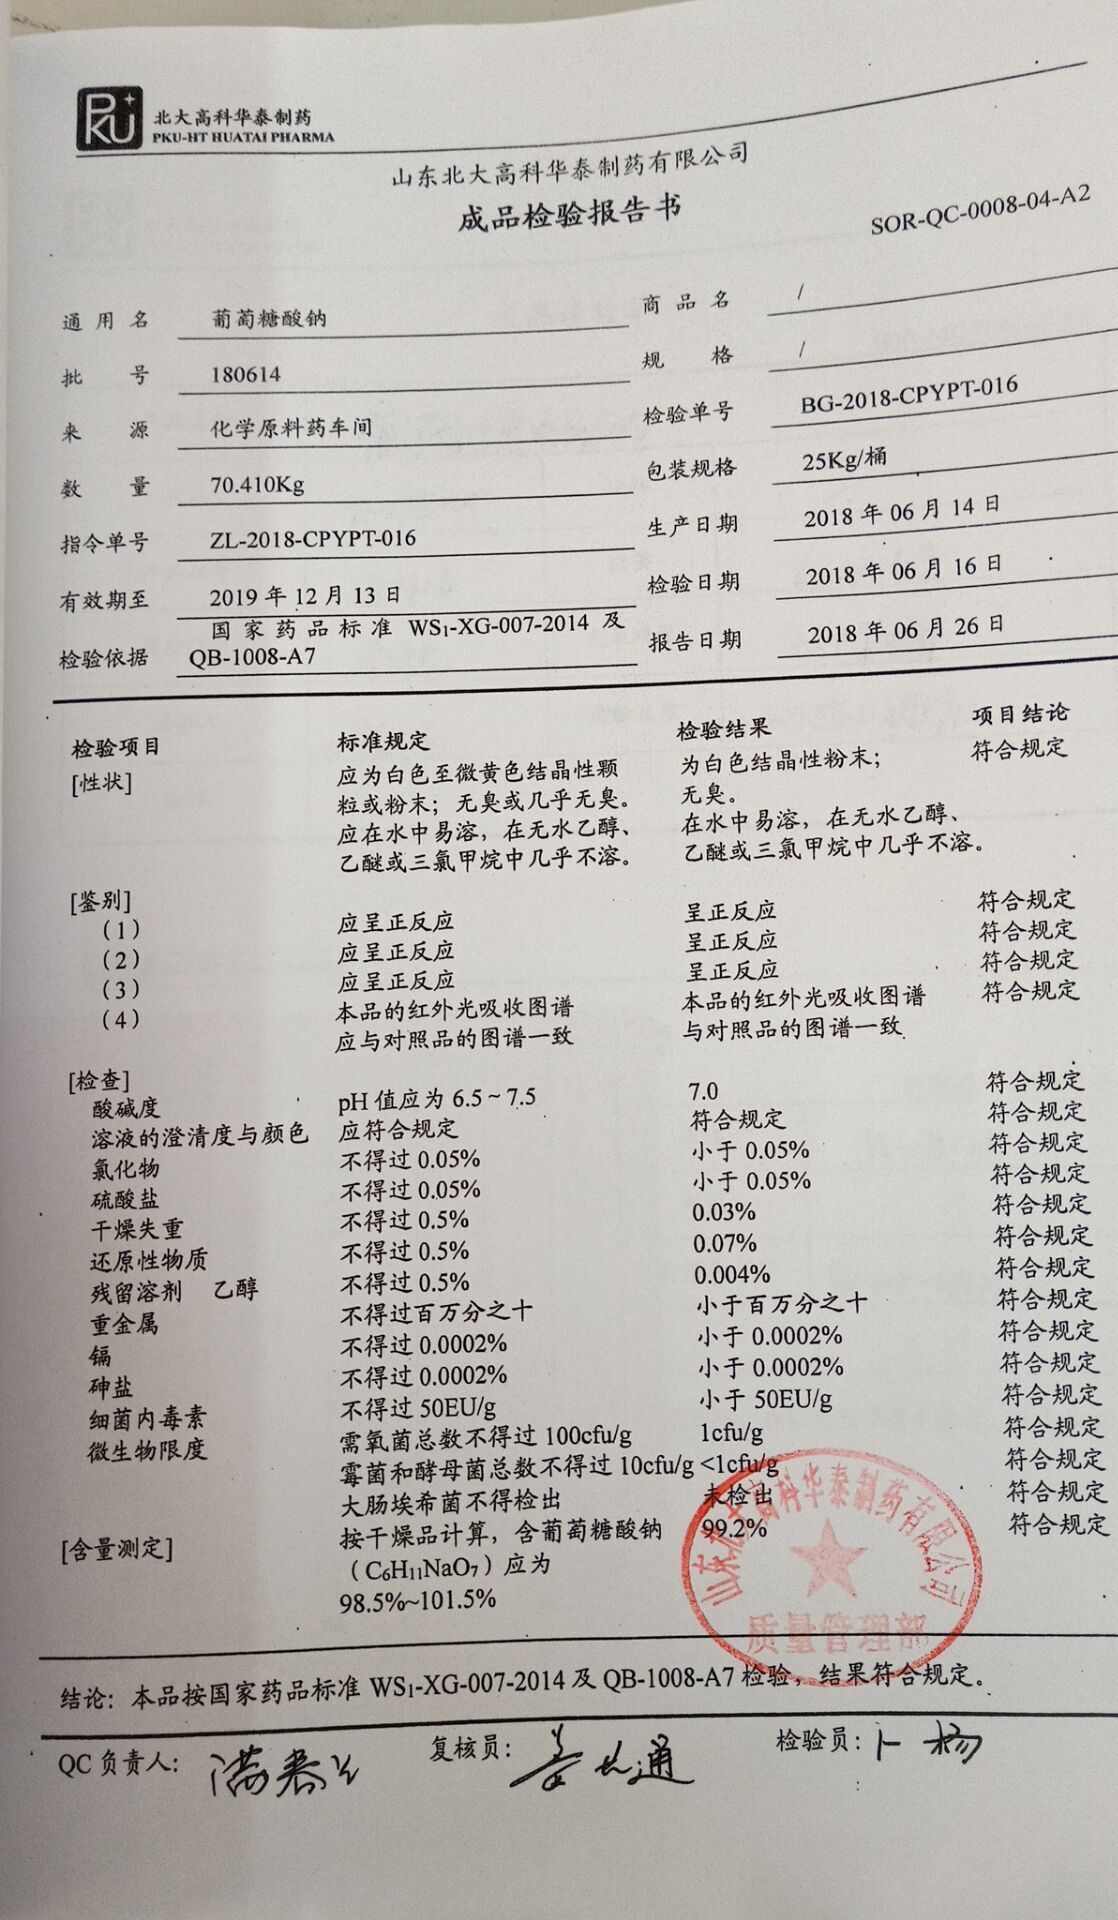 PKU
北大高科华泰制药
PKU-HT HUATAI PHARMA
山东北大高科华泰制药有限公司
成品检验报告书
SOR-QC-0008-04-A2
通用名 葡萄糖酸钠 商品名 /
批号 180614 规格 /
来源 化学原料药车间 检验单号 BG-2018-CPYPT-016
数量 70.410Kg 包装规格 25Kg/桶
指令单号 ZL-2018-CPYPT-016 生产日期 2018年06月14日
有效期至 2019年12月13日 检验日期 2018年06月16日
检验依据 国家药品标准 WS₁-XG-007-2014 及
QB-1008-A7 报告日期 2018年06月26日
检验项目 标准规定 检验结果 项目结论
[性状] 应为白色至微黄色结晶性颗 为白色结晶性粉末； 符合规定
粒或粉末；无臭或几乎无臭。 无臭。
应在水中易溶，在无水乙醇、 在水中易溶，在无水乙醇、
乙醚或三氯甲烷中几乎不溶。 乙醚或三氯甲烷中几乎不溶。
[鉴别]
（1） 应呈正反应 呈正反应 符合规定
（2） 应呈正反应 呈正反应 符合规定
（3） 应呈正反应 呈正反应 符合规定
（4） 本品的红外光吸收图谱 本品的红外光吸收图谱 符合规定
应与对照品的图谱一致 与对照品的图谱一致
[检查]
酸碱度 pH值应为6.5～7.5 7.0 符合规定
溶液的澄清度与颜色 应符合规定 符合规定 符合规定
氯化物 不得过0.05% 小于0.05% 符合规定
硫酸盐 不得过0.05% 小于0.05% 符合规定
干燥失重 不得过0.5% 0.03% 符合规定
还原性物质 不得过0.5% 0.07% 符合规定
残留溶剂 乙醇 不得过0.5% 0.004% 符合规定
重金属 不得过百万分之十 小于百万分之十 符合规定
镉 不得过0.0002% 小于0.0002% 符合规定
砷盐 不得过0.0002% 小于0.0002% 符合规定
细菌内毒素 不得过50EU/g 小于50EU/g 符合规定
微生物限度 需氧菌总数不得过100cfu/g 1cfu/g 符合规定
霉菌和酵母菌总数不得过10cfu/g <1cfu/g 符合规定
大肠埃希菌不得检出 未检出 符合规定
[含量测定] 按干燥品计算，含葡萄糖酸钠 99.2% 符合规定
（C₆H₁₁NaO₇）应为
98.5%~101.5%
山东北大高科华泰制药有限公司
质量管理部
结论：本品按国家药品标准 WS₁-XG-007-2014 及 QB-1008-A7 检验，结果符合规定。
QC负责人： 复核员： 检验员：卜杨